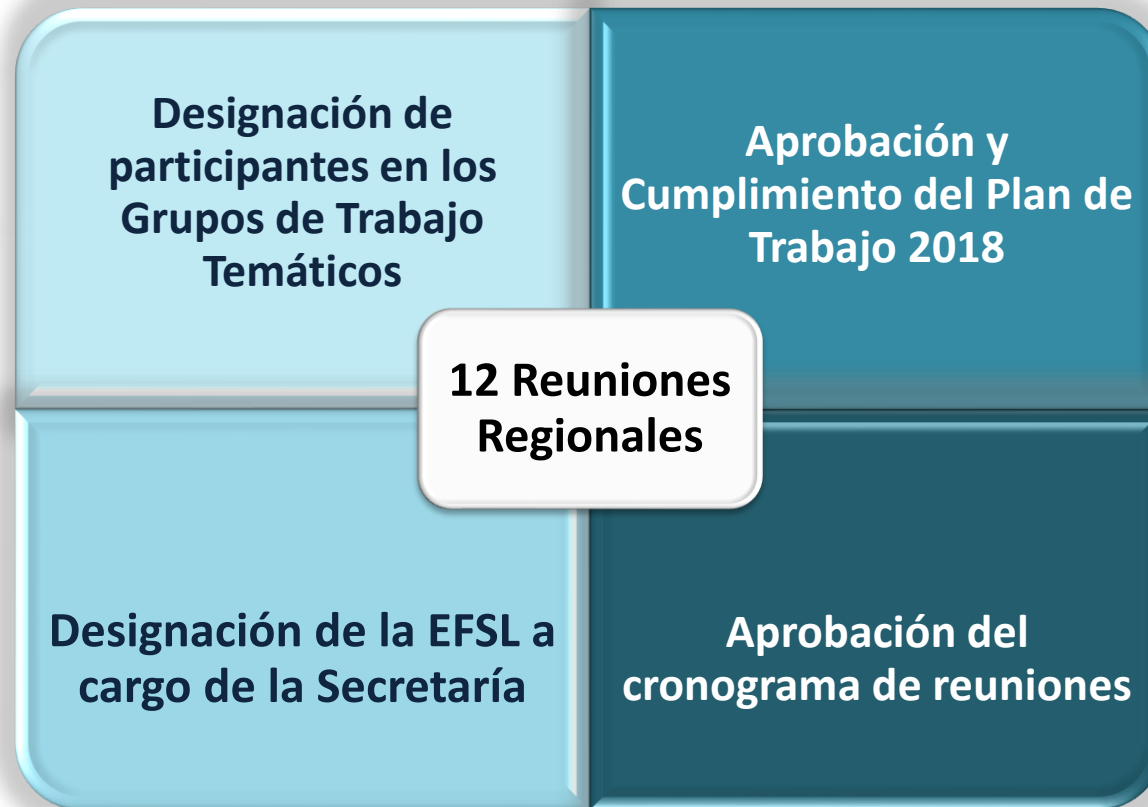 Designación de
participantes en los
Grupos de Trabajo
Temáticos
Aprobación y
Cumplimiento del Plan de
Trabajo 2018
12 Reuniones
Regionales
Designación de la EFSL a
cargo de la Secretaría
Aprobación del
cronograma de reuniones